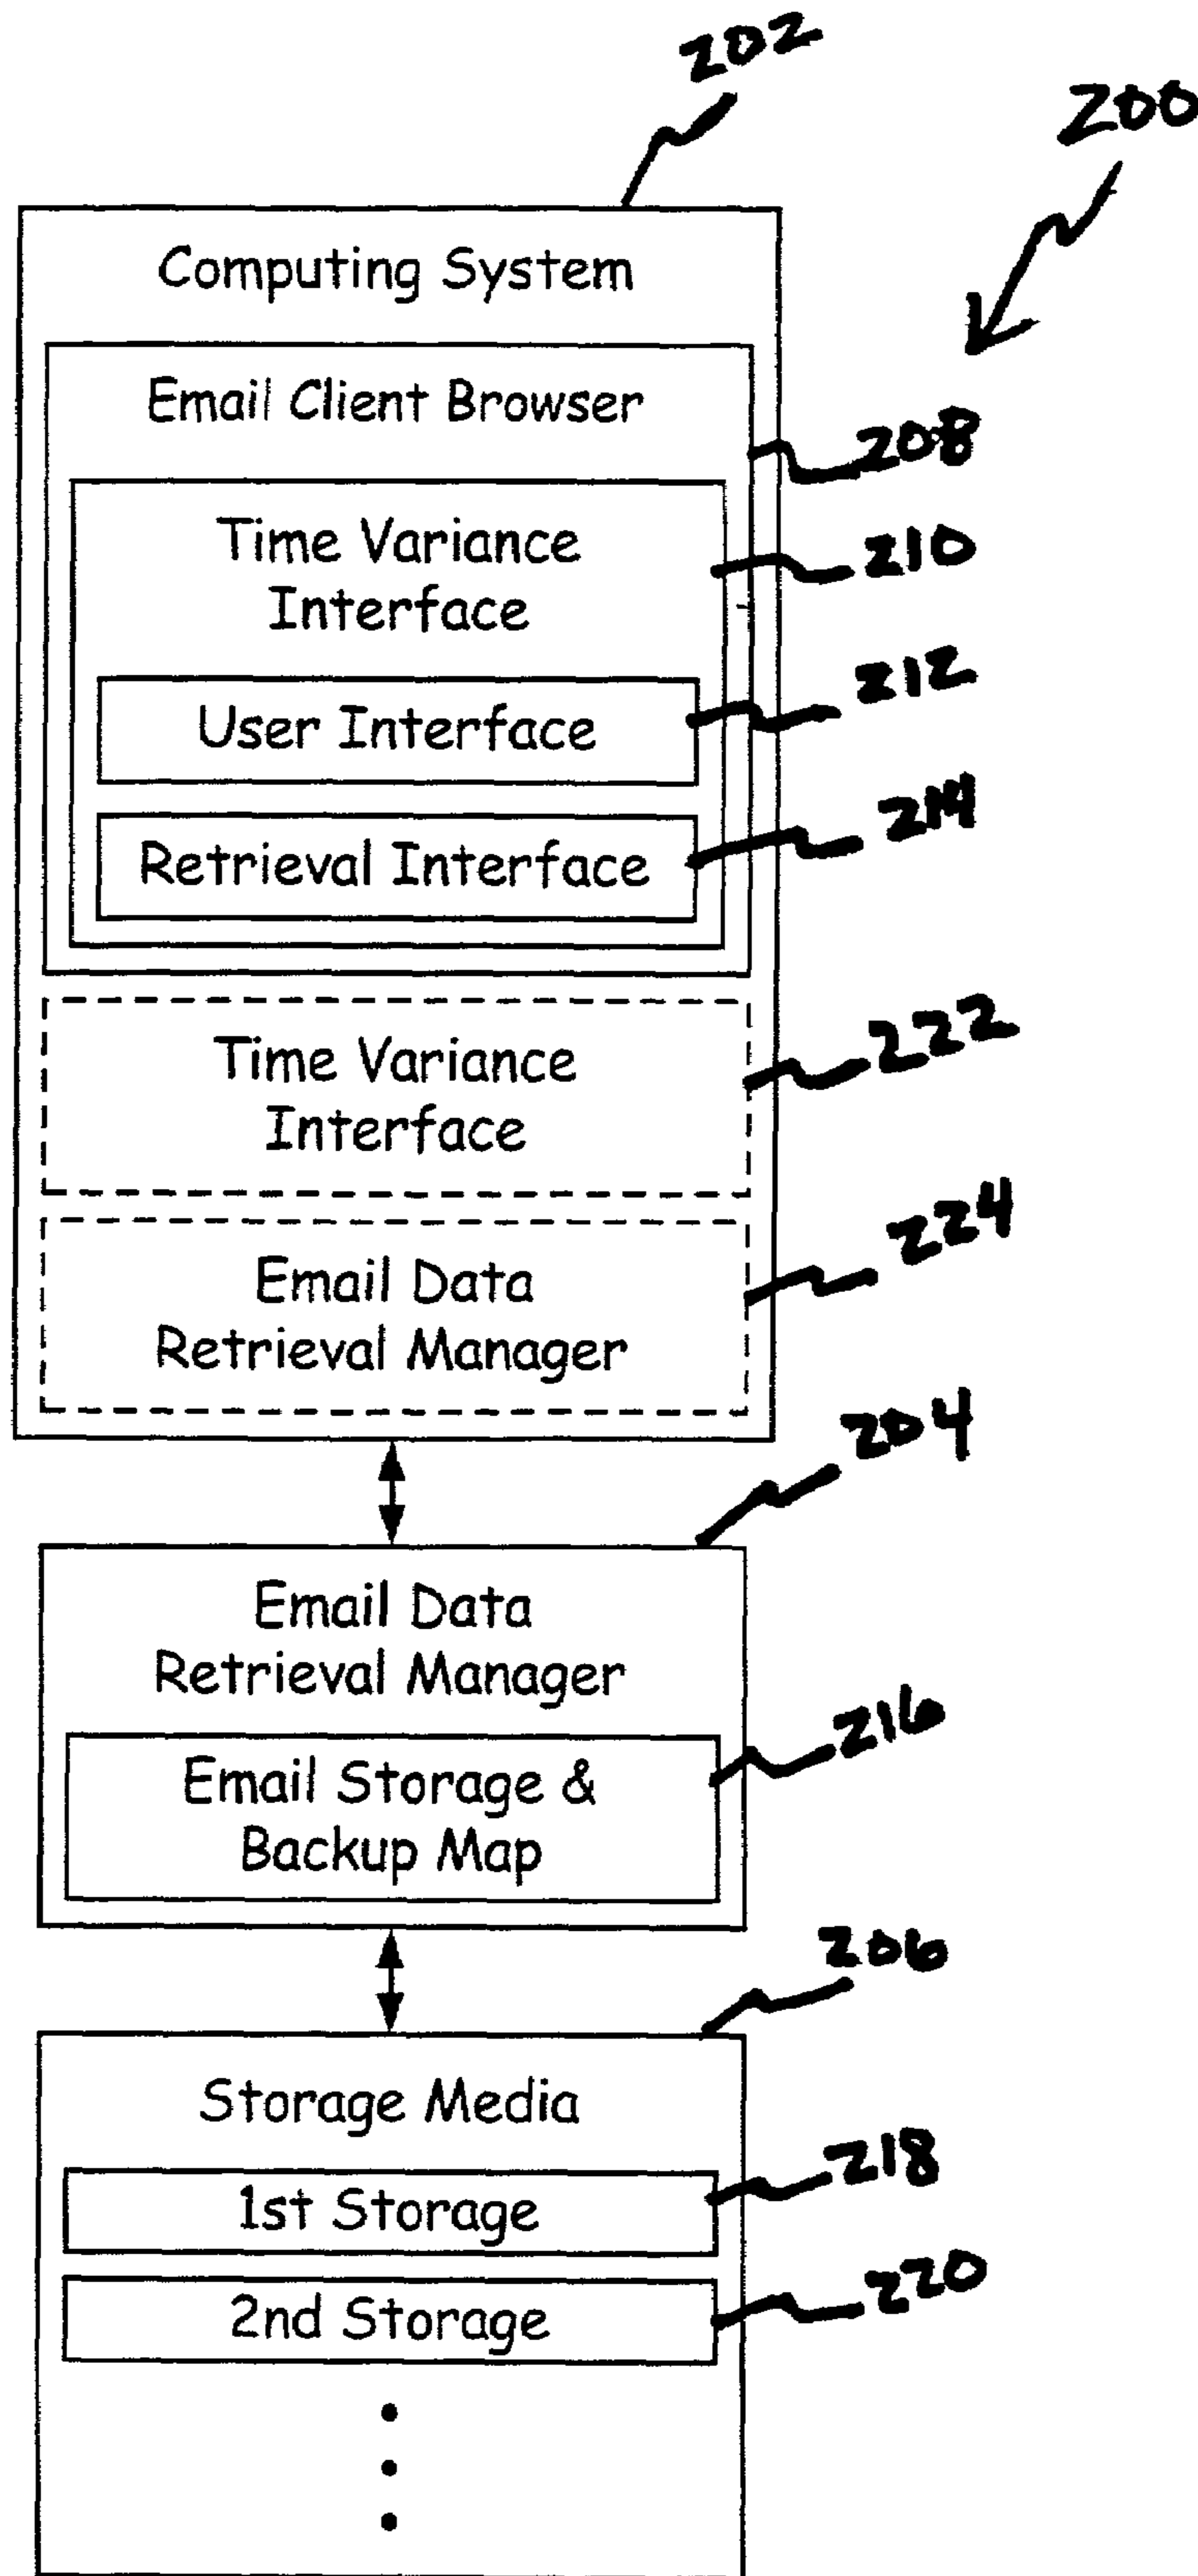 202
200
Computing System
Email Client Browser
208
Time Variance
Interface
210
User Interface
212
Retrieval Interface
214
Time Variance
Interface
222
Email Data
Retrieval Manager
224
204
Email Data
Retrieval Manager
Email Storage &
Backup Map
216
206
Storage Media
1st Storage
218
2nd Storage
220